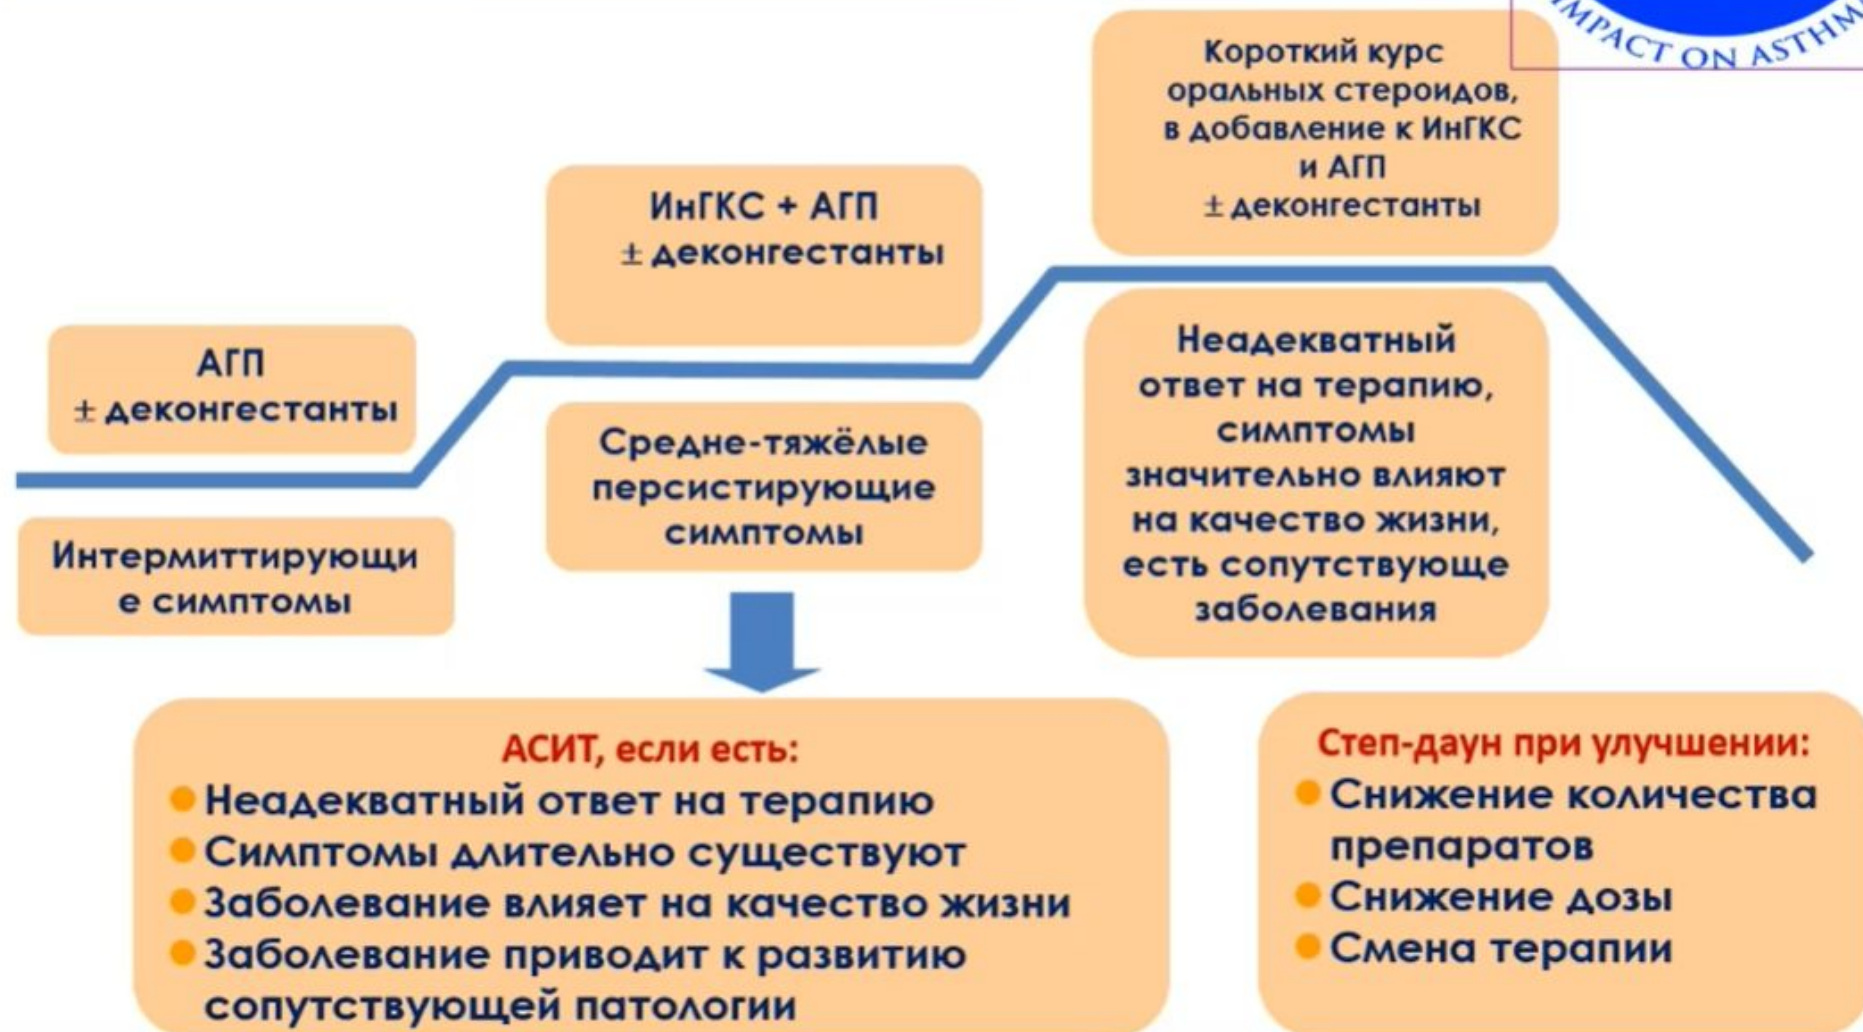 IMPACT ON ASTHM
Короткий курс
оральных стероидов,
в добавление к ИнГКС
и АГП
± деконгестанты
ИнГКС + АГП
± деконгестанты
АГП
± деконгестанты
Интермиттирующи
е симптомы
Средне-тяжёлые
персистирующие
симптомы
Неадекватный
ответ на терапию,
симптомы
значительно влияют
на качество жизни,
есть сопутствующе
заболевания
АСИТ, если есть:
Неадекватный ответ на терапию
Симптомы длительно существуют
Заболевание влияет на качество жизни
Заболевание приводит к развитию
сопутствующей патологии
Степ-даун при улучшении:
Снижение количества
препаратов
Снижение дозы
Смена терапии